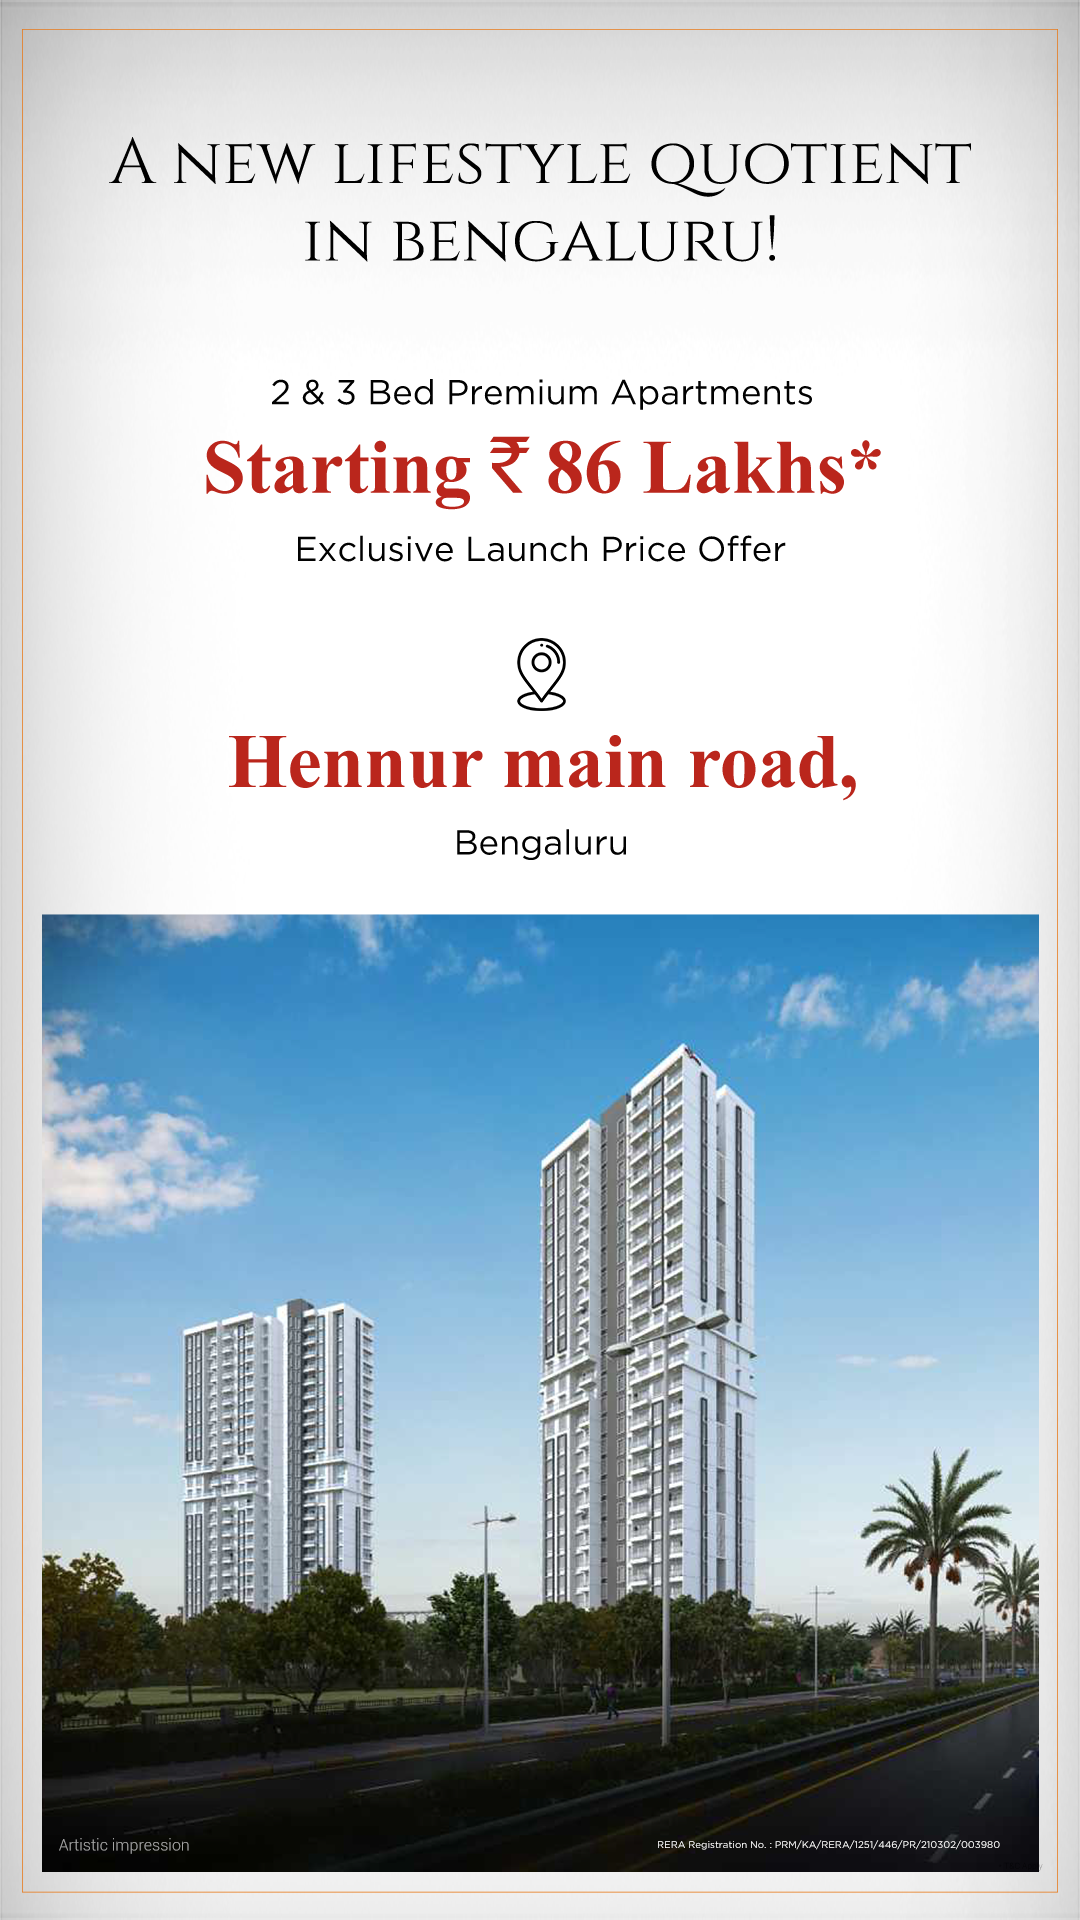 A NEW LIFESTYLE QUOTIENT
IN BENGALURU!
2 & 3 Bed Premium Apartments
Starting ₹ 86 Lakhs*
Exclusive Launch Price Offer
Hennur main road,
Bengaluru
Artistic impression
RERA Registration No. : PRM/KA/RERA/1251/446/PR/210302/003980